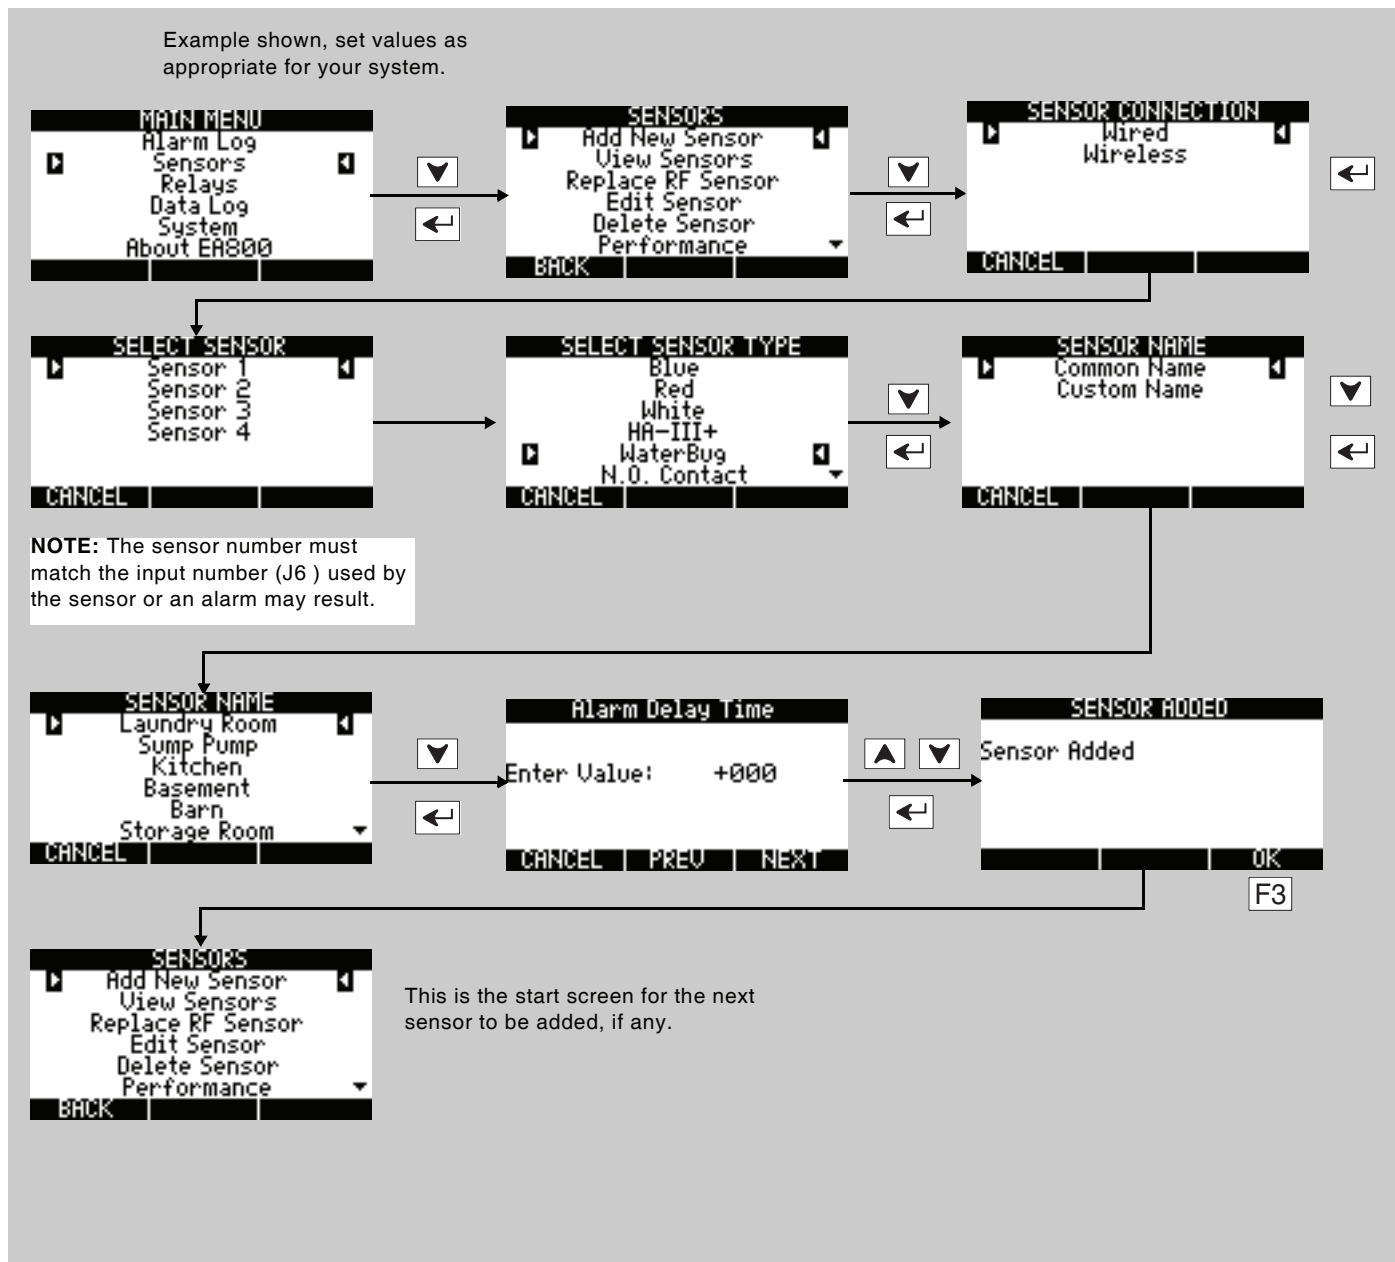 Example shown, set values as
appropriate for your system.
MAIN MENU
Alarm Log
Sensors
Relays
Data Log
System
About EA800
SENSORS
Add New Sensor
View Sensors
Replace RF Sensor
Edit Sensor
Delete Sensor
Performance
BACK
SENSOR CONNECTION
Wired
Wireless
CANCEL
SELECT SENSOR
Sensor 1
Sensor 2
Sensor 3
Sensor 4
CANCEL
SELECT SENSOR TYPE
Blue
Red
White
HA-III+
WaterBug
N.O. Contact
CANCEL
SENSOR NAME
Common Name
Custom Name
CANCEL
NOTE: The sensor number must
match the input number (J6 ) used by
the sensor or an alarm may result.
SENSOR NAME
Laundry Room
Sump Pump
Kitchen
Basement
Barn
Storage Room
CANCEL
Alarm Delay Time
Enter Value: +000
CANCEL PREV NEXT
SENSOR ADDED
Sensor Added
OK
F3
SENSORS
Add New Sensor
View Sensors
Replace RF Sensor
Edit Sensor
Delete Sensor
Performance
BACK
This is the start screen for the next
sensor to be added, if any.